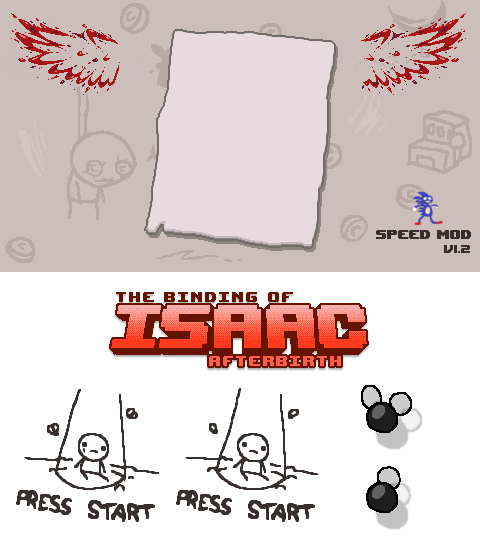 SPEED MOD
V1.2
THE BINDING OF
ISAAC
AFTERBIRTH
PRESS START
PRESS START